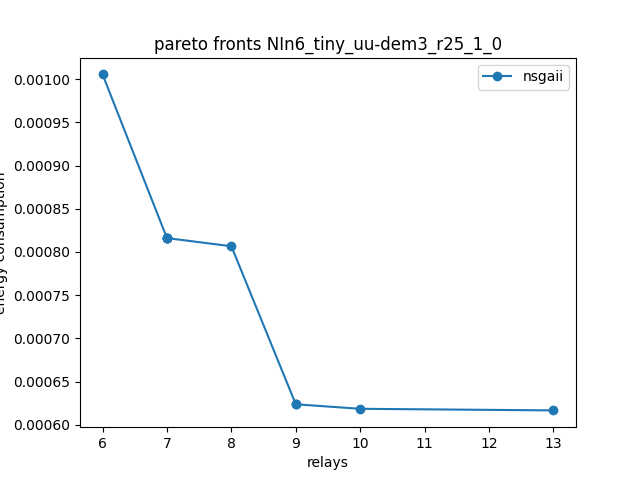 pareto fronts NIn6_tiny_uu-dem3_r25_1_0
nsgaii
0.00100
0.00095
0.00090
0.00085
0.00080
0.00075
0.00070
0.00065
0.00060
energy consumption
6 7 8 9 10 11 12 13
relays